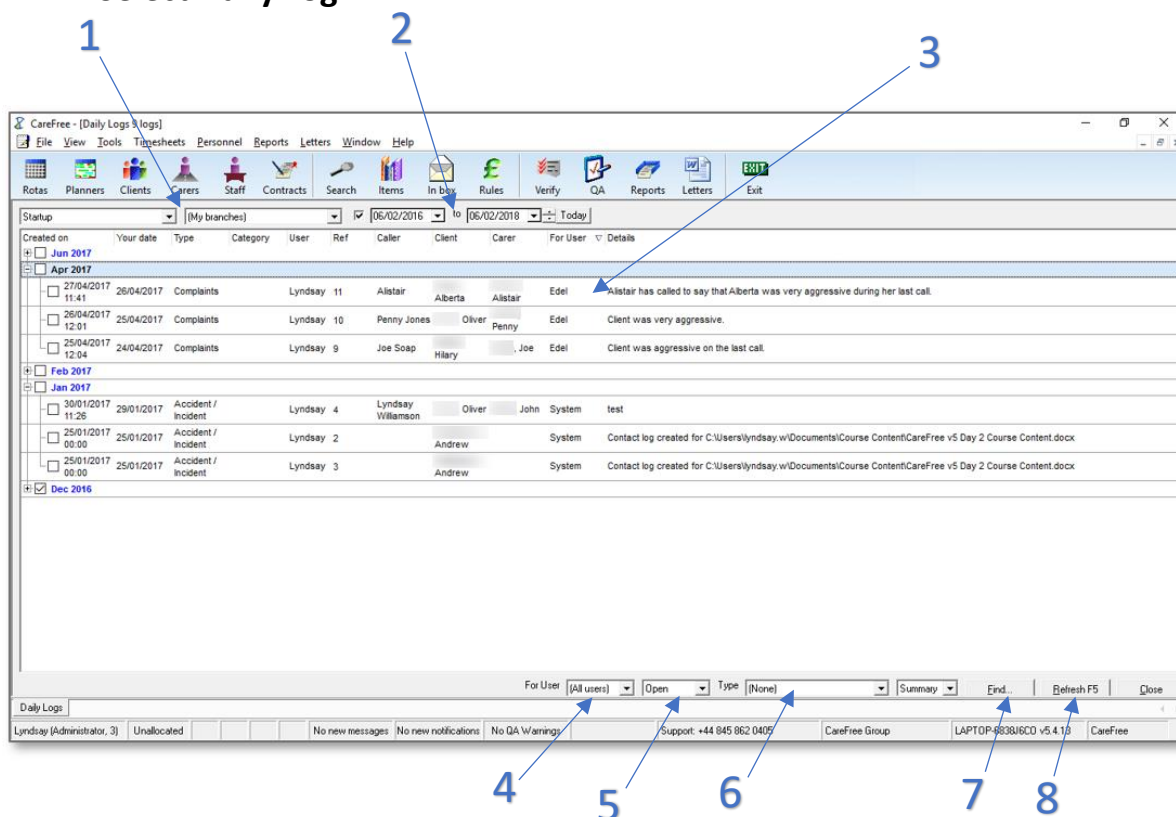 1
2
3
CareFree - [Daily Logs 9 logs]
File View Tools Timesheets Personnel Reports Letters Window Help
Rotas Planners Clients Carers Staff Contracts Search Items In box Rules Verify QA Reports Letters Exit
Startup (My branches) 06/02/2016 to 06/02/2018 Today
Created on Your date Type Category User Ref Caller Client Carer For User Details
Jun 2017
Apr 2017
27/04/2017 11:41 26/04/2017 Complaints Lyndsay 11 Alistair Alberta Alistair Edel Alistair has called to say that Alberta was very aggressive during her last call.
26/04/2017 12:01 25/04/2017 Complaints Lyndsay 10 Penny Jones Oliver Penny Edel Client was very aggressive.
25/04/2017 12:04 24/04/2017 Complaints Lyndsay 9 Joe Soap Hilary , Joe Edel Client was aggressive on the last call.
Feb 2017
Jan 2017
30/01/2017 11:26 29/01/2017 Accident / Incident Lyndsay 4 Lyndsay Williamson Oliver John System test
25/01/2017 00:00 25/01/2017 Accident / Incident Lyndsay 2 Andrew System Contact log created for C:\Users\lyndsay.w\Documents\Course Content\CareFree v5 Day 2 Course Content.docx
25/01/2017 00:00 25/01/2017 Accident / Incident Lyndsay 3 Andrew System Contact log created for C:\Users\lyndsay.w\Documents\Course Content\CareFree v5 Day 2 Course Content.docx
Dec 2016
For User (All users) Open Type (None) Summary Find... Refresh F5 Close
Daily Logs
Lyndsay (Administrator, 3) Unallocated No new messages No new notifications No QA Warnings Support: +44 845 862 0405 CareFree Group v5.4.13 CareFree
4
5
6
7
8